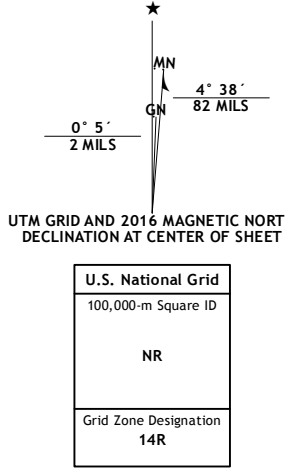 MN
4° 38´
82 MILS
GN
0° 5´
2 MILS
UTM GRID AND 2016 MAGNETIC NORT
DECLINATION AT CENTER OF SHEET
U.S. National Grid
100,000-m Square ID
NR
Grid Zone Designation
14R